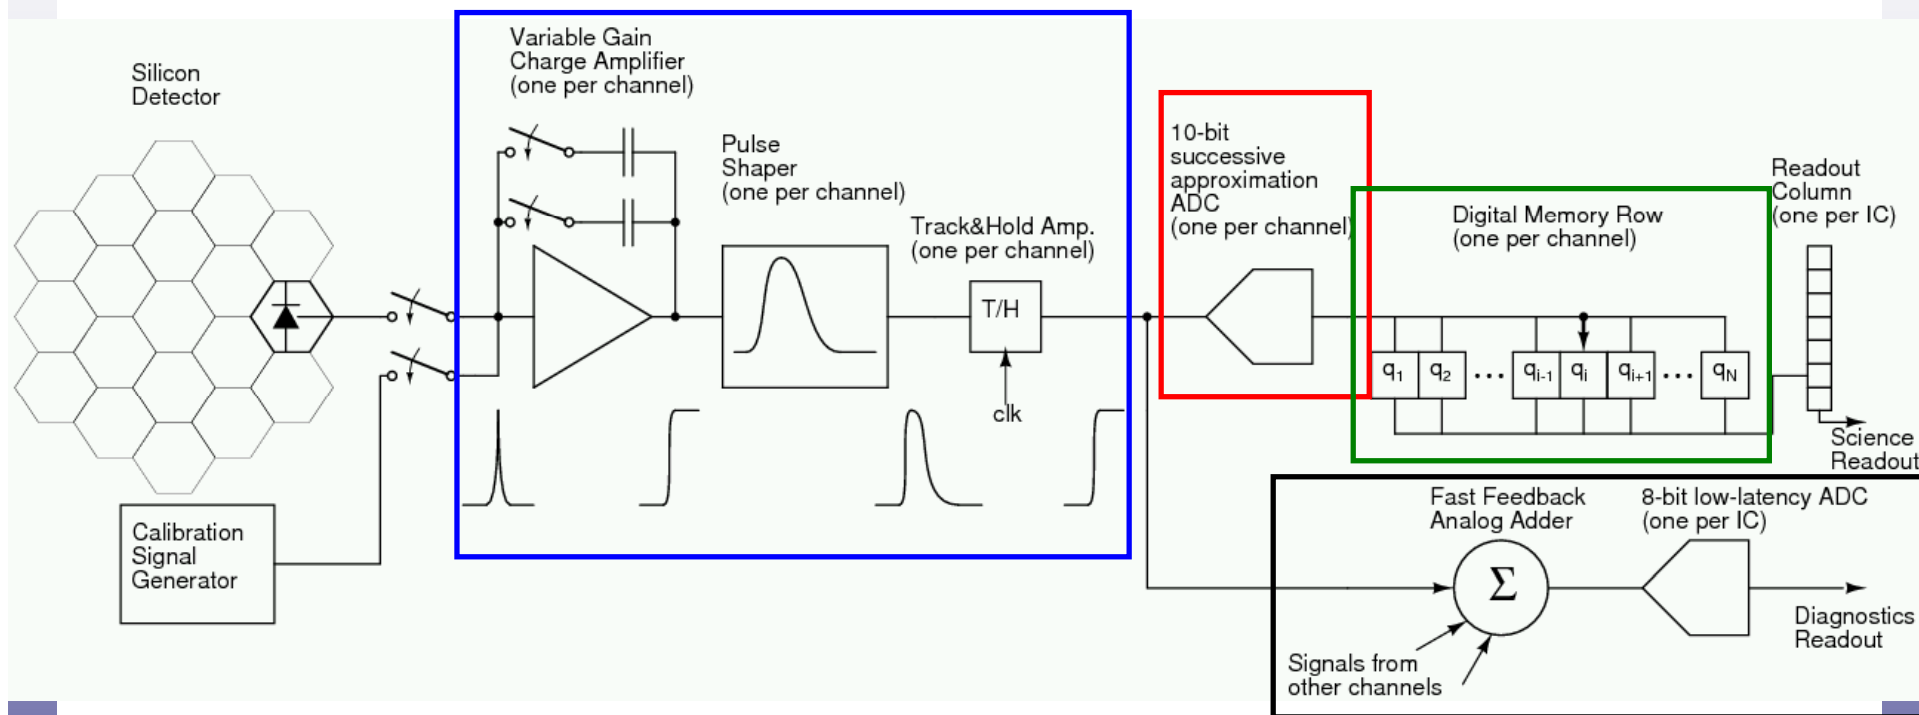 Silicon
Detector
Variable Gain
Charge Amplifier
(one per channel)
Pulse
Shaper
(one per channel)
Track&Hold Amp.
(one per channel)
T/H
clk
10-bit
successive
approximation
ADC
(one per channel)
Digital Memory Row
(one per channel)
q1 q2 ... qi-1 qi qi+1 ... qN
Readout
Column
(one per IC)
Science
Readout
Calibration
Signal
Generator
Fast Feedback
Analog Adder
Σ
8-bit low-latency ADC
(one per IC)
Signals from
other channels
Diagnostics
Readout